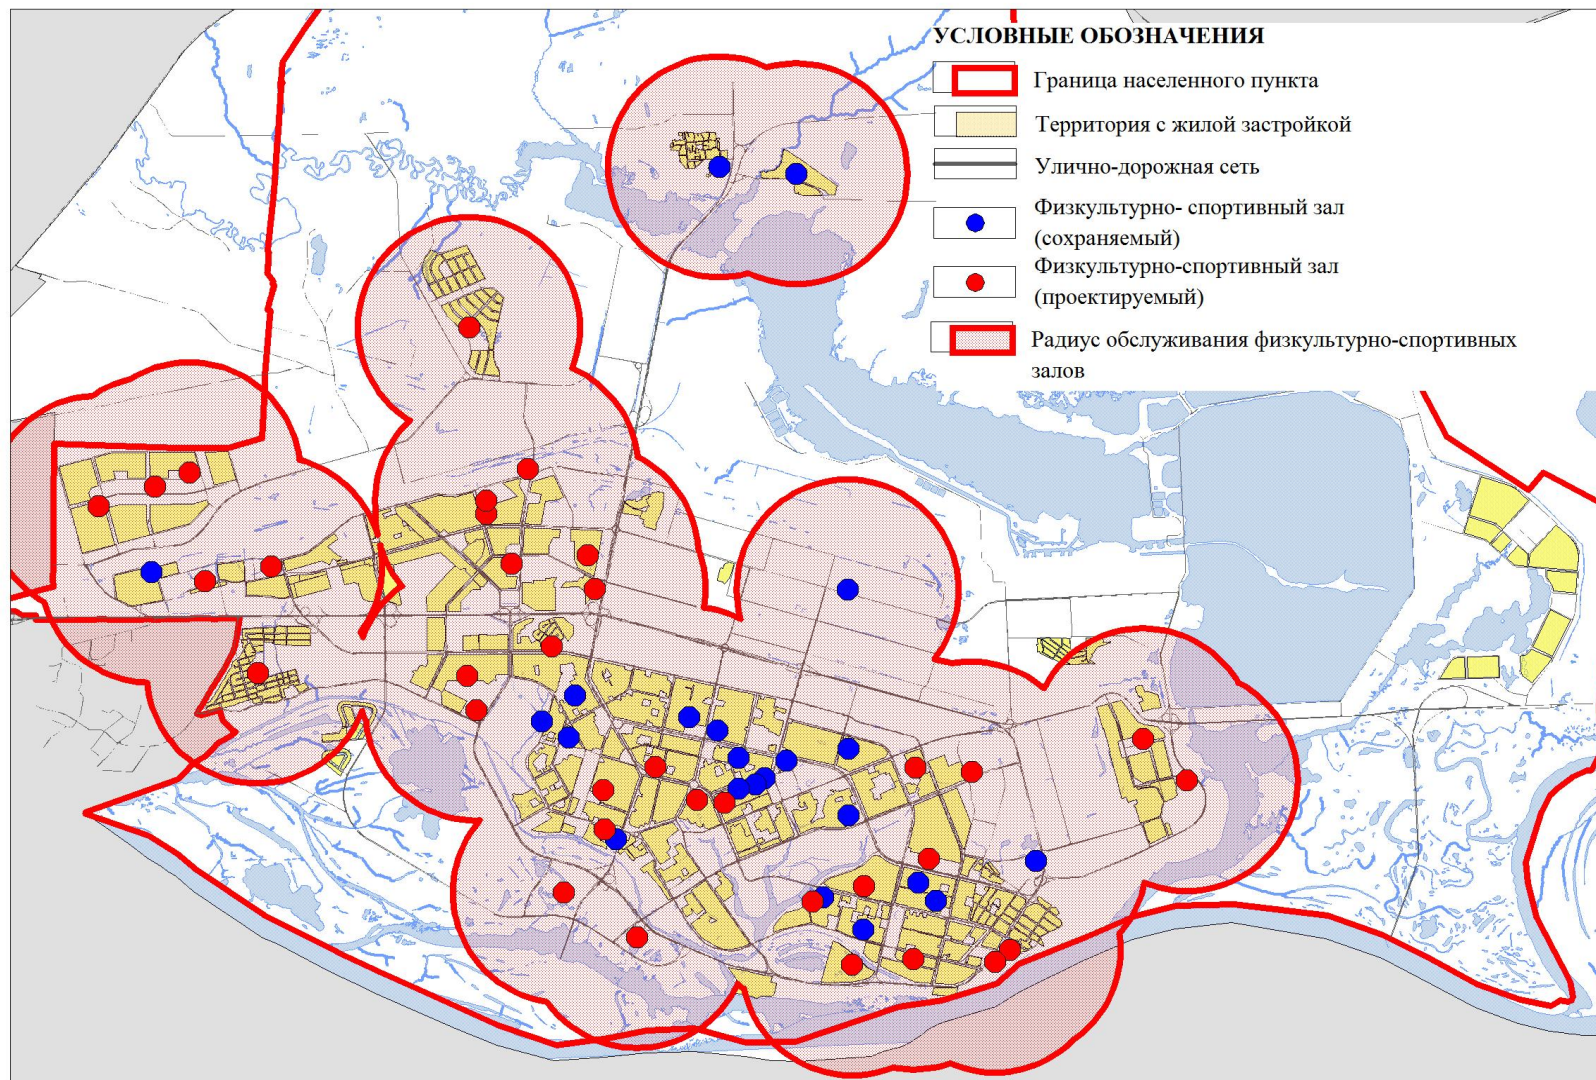 УСЛОВНЫЕ ОБОЗНАЧЕНИЯ
Граница населенного пункта
Территория с жилой застройкой
Улично-дорожная сеть
Физкультурно- спортивный зал
(сохраняемый)
Физкультурно-спортивный зал
(проектируемый)
Радиус обслуживания физкультурно-спортивных
залов